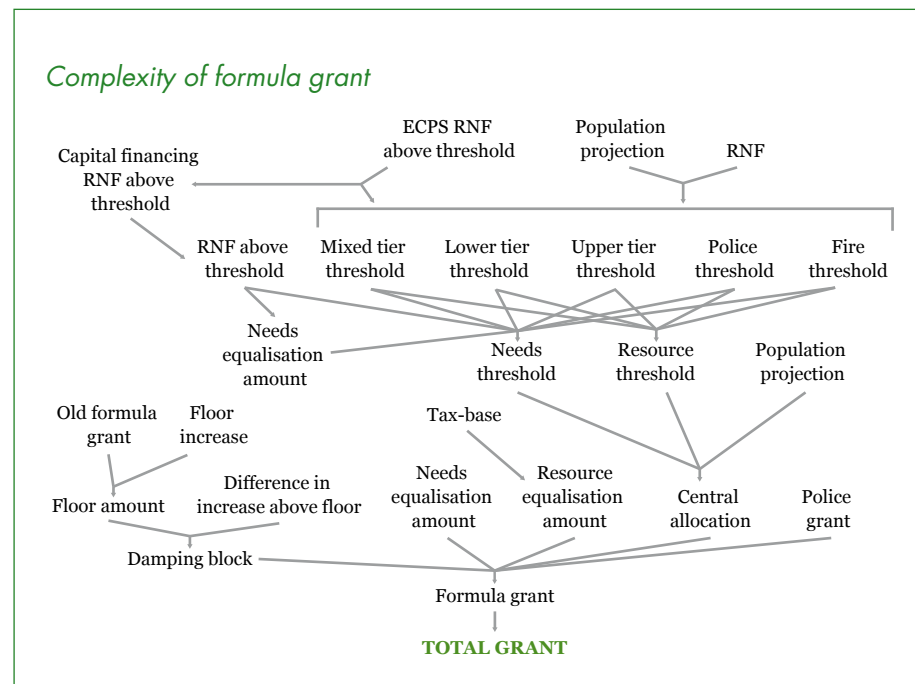 Complexity of formula grant
ECPS RNF
above threshold
Population
projection
RNF
Capital financing
RNF above
threshold
RNF above
threshold
Mixed tier
threshold
Lower tier
threshold
Upper tier
threshold
Police
threshold
Fire
threshold
Needs
equalisation
amount
Needs
threshold
Resource
threshold
Population
projection
Old formula
grant
Floor
increase
Tax-base
Floor amount
Difference in
increase above floor
Needs
equalisation
amount
Resource
equalisation
amount
Central
allocation
Police
grant
Damping block
Formula grant
TOTAL GRANT